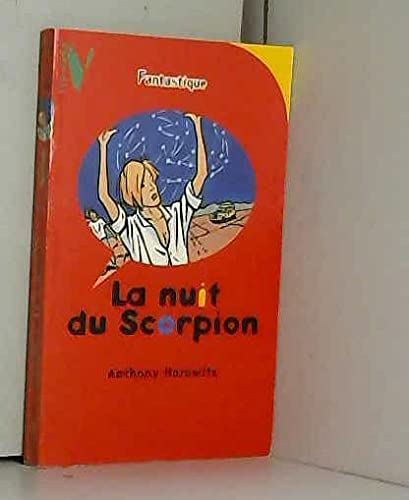 Fantastique
La nuit
du Scorpion
Anthony Horowitz